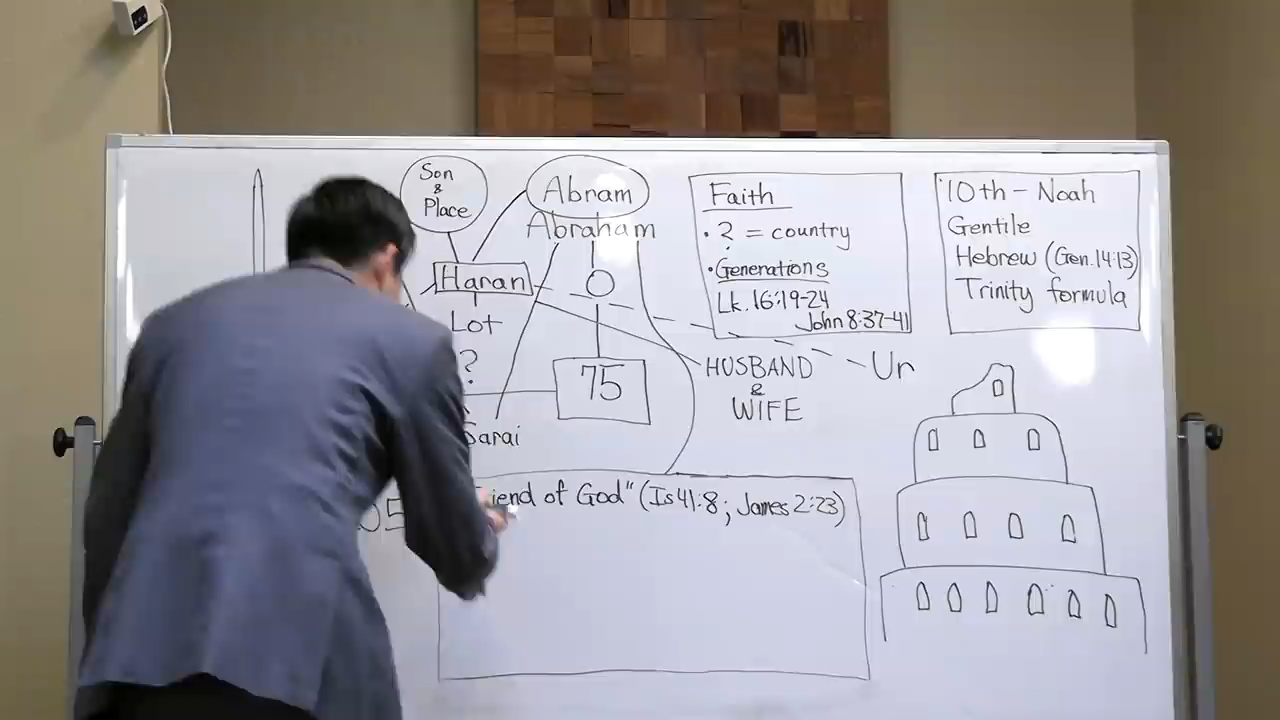 Son
&
Place
Abram
Abraham
Haran
Lot
?
75
Sarai
Faith
• ? = country
• Generations
Lk. 16:19-24
John 8:37-41
10th - Noah
Gentile
Hebrew (Gen. 14:13)
Trinity formula
HUSBAND
&
WIFE
Ur
of God" (Is 41:8; James 2:23)